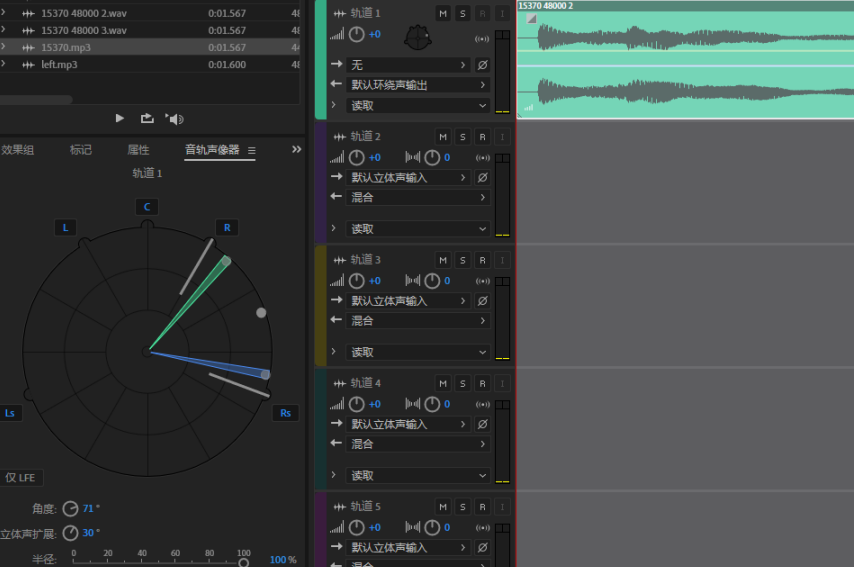 15370 48000 2.wav 0:01.567 48
15370 48000 3.wav 0:01.567 48
15370.mp3 0:01.567 44
left.mp3 0:01.600 48
效果组 标记 属性 音轨声像器
轨道 1
C
L R
Ls Rs
仅 LFE
角度: 71 °
立体声扩展: 30 °
0 20 40 60 80 100
半径: 100 %
轨道 1 M S R I
+0
无
默认环绕声输出
读取
轨道 2 M S R I
+0 0
默认立体声输入
混合
读取
轨道 3 M S R I
+0 0
默认立体声输入
混合
读取
轨道 4 M S R I
+0 0
默认立体声输入
混合
读取
轨道 5 M S R I
+0 0
默认立体声输入
混合
15370 48000 2